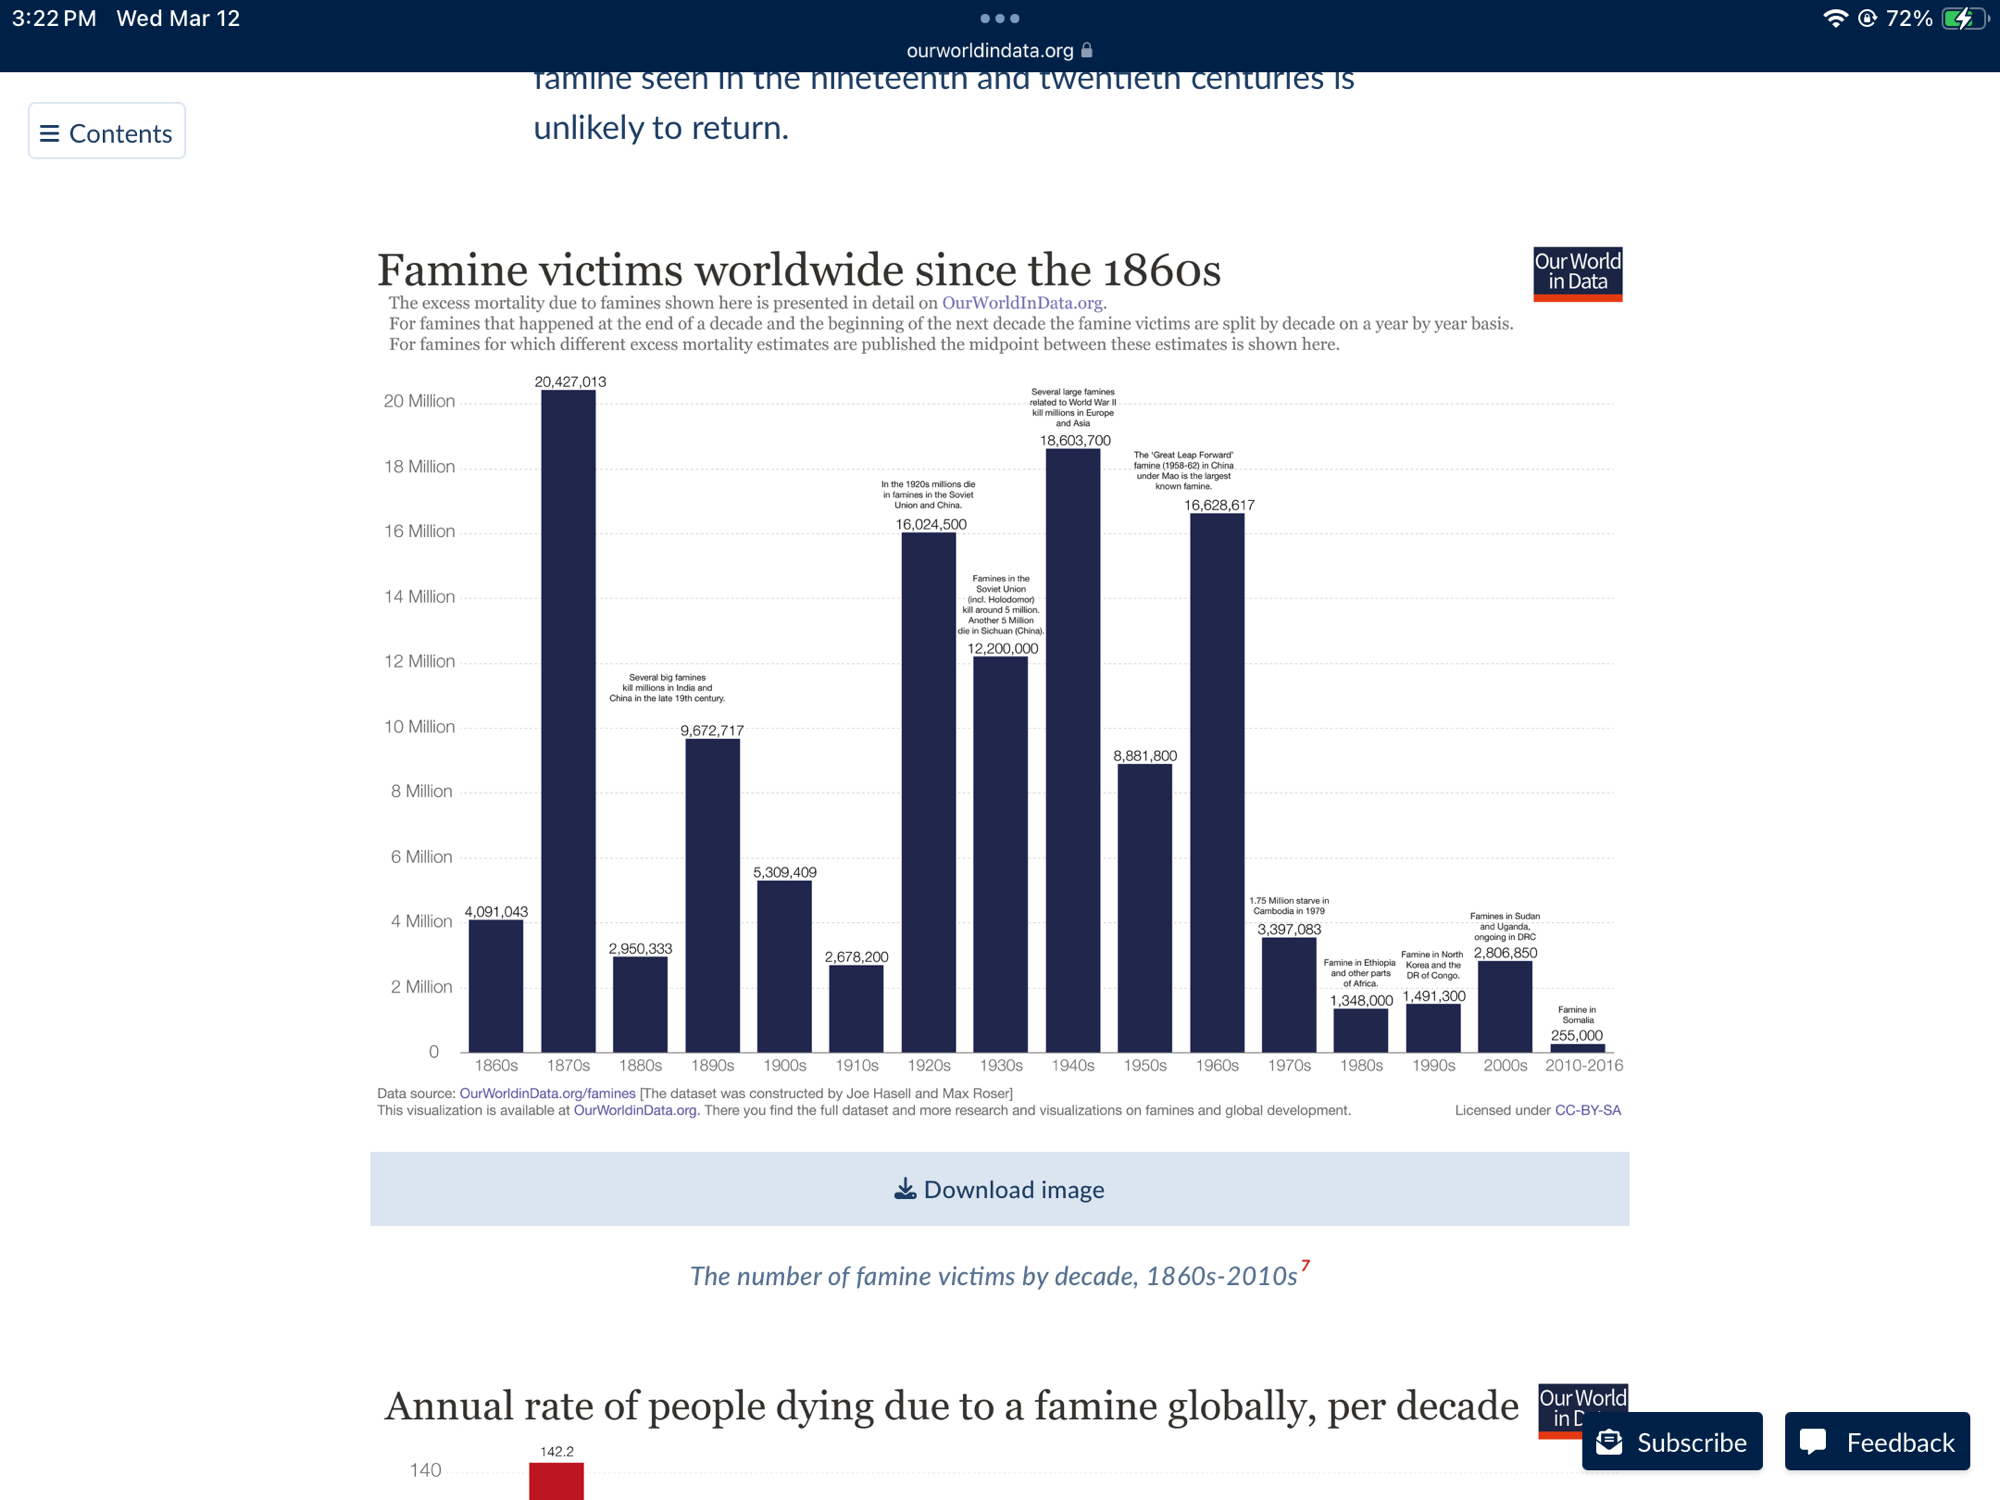 3:22 PM Wed Mar 12
72%
ourworldindata.org
famine seen in the nineteenth and twentieth centuries is
unlikely to return.
Contents
Famine victims worldwide since the 1860s
Our World
in Data
The excess mortality due to famines shown here is presented in detail on OurWorldInData.org.
For famines that happened at the end of a decade and the beginning of the next decade the famine victims are split by decade on a year by year basis.
For famines for which different excess mortality estimates are published the midpoint between these estimates is shown here.
20 Million
18 Million
16 Million
14 Million
12 Million
10 Million
8 Million
6 Million
4 Million
2 Million
0
4,091,043
20,427,013
2,950,333
Several big famines
kill millions in India and
China in the late 19th century.
9,672,717
5,309,409
2,678,200
In the 1920s millions die
in famines in the Soviet
Union and China.
16,024,500
Famines in the
Soviet Union
(incl. Holodomor)
kill around 5 million.
Another 5 Million
die in Sichuan (China).
12,200,000
Several large famines
related to World War II
kill millions in Europe
and Asia
18,603,700
8,881,800
The 'Great Leap Forward'
famine (1958-62) in China
under Mao is the largest
known famine.
16,628,617
1.75 Million starve in
Cambodia in 1979
3,397,083
Famine in Ethiopia
and other parts
of Africa.
1,348,000
Famine in North
Korea and the
DR of Congo.
1,491,300
Famines in Sudan
and Uganda,
ongoing in DRC
2,806,850
Famine in
Somalia
255,000
1860s 1870s 1880s 1890s 1900s 1910s 1920s 1930s 1940s 1950s 1960s 1970s 1980s 1990s 2000s 2010-2016
Data source: OurWorldinData.org/famines [The dataset was constructed by Joe Hasell and Max Roser]
This visualization is available at OurWorldinData.org. There you find the full dataset and more research and visualizations on famines and global development.
Licensed under CC-BY-SA
Download image
The number of famine victims by decade, 1860s-2010s7
Annual rate of people dying due to a famine globally, per decade
Our World
in D
142.2
140
Subscribe
Feedback